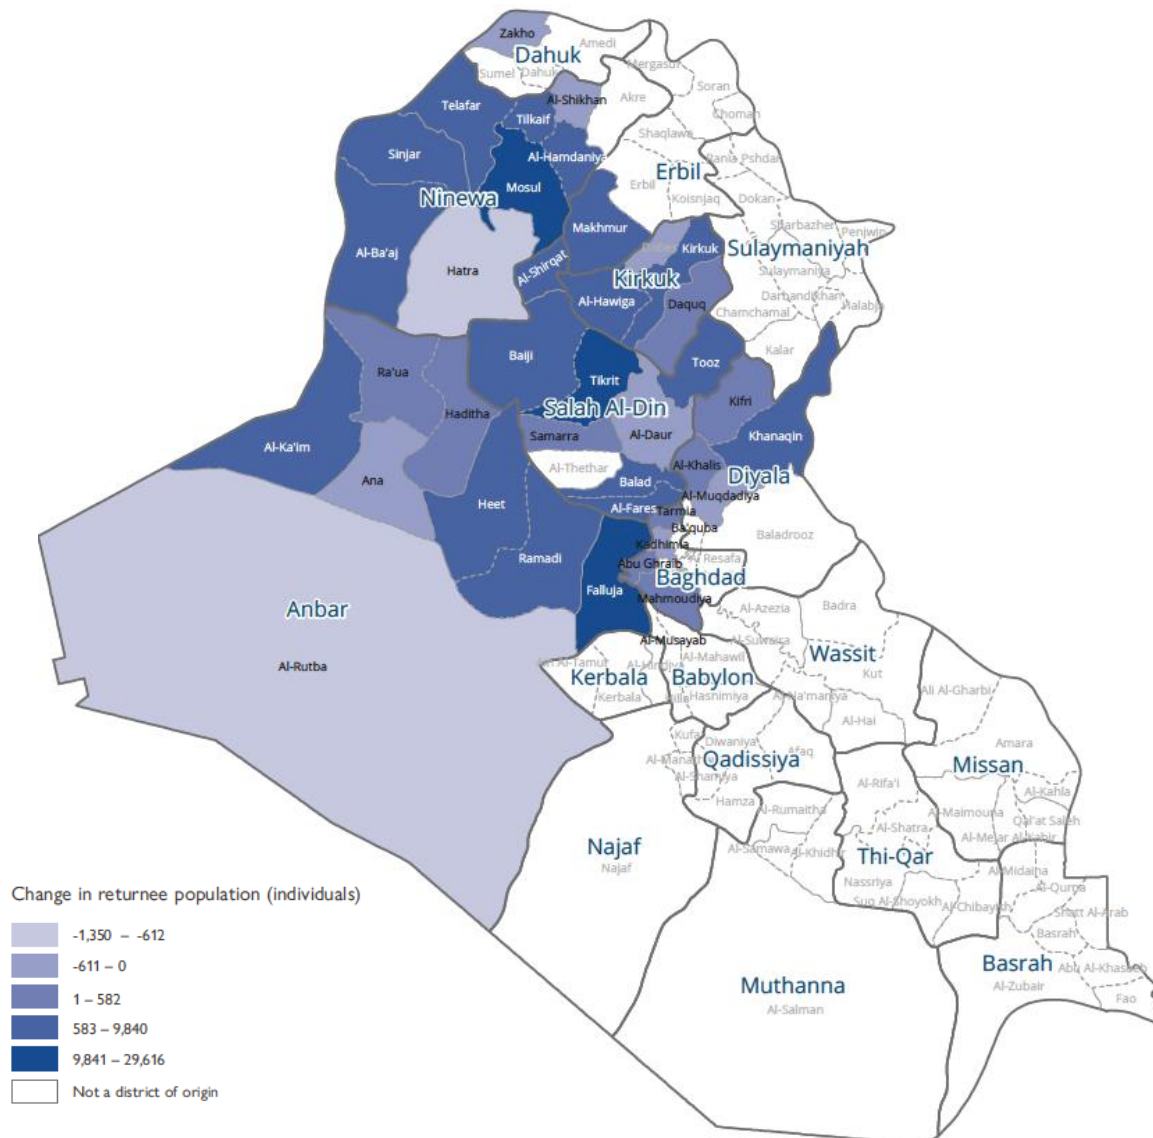 Zakho
Amedi
Dahuk
Sumel
Dahuk
Mergasur
Soran
Telafar
Al-Shikhan
Akre
Choman
Tilkaif
Shaqlawa
Sinjar
Al-Hamdaniya
Rania Pshdar
Erbil
Mosul
Erbil
Ninewa
Koisnjaq
Dokan
Makhmur
Sharbazher
Penjwin
Al-Ba'aj
Kirkuk
Sulaymaniyah
Hatra
Al-Shirqat
Kirkuk
Sulaymaniya
Al-Hawiga
Daquq
Darbandikhan
Halabja
Chamchamal
Baiji
Kalar
Ra'ua
Tikrit
Tooz
Haditha
Salah Al-Din
Kifri
Samarra
Al-Daur
Khanaqin
Al-Ka'im
Al-Thethar
Al-Khalis
Diyala
Ana
Balad
Al-Muqdadiya
Heet
Al-Fares
Tarmia
Ba'quba
Baladrooz
Kadhimia
Ramadi
Abu Ghraib
Al Resafa
Baghdad
Falluja
Mahmoudiya
Anbar
Al-Azezia
Badra
Al-Musayab
Al-Suwaira
Al-Rutba
Al-Mahawil
Wassit
Al-Hindiya
Kerbala
Babylon
Kut
Kerbala
Hilla
Hashimiya
Al-Na'maniya
Ali Al-Gharbi
Al-Hai
Kufa
Diwaniya
Afaq
Amara
Qadissiya
Missan
Al-Shamiya
Al-Rifa'i
Al-Kahla
Hamza
Al-Rumaitha
Al-Maimouna
Qal'at Saleh
Al-Shatra
Al-Mejar Al-Kabir
Najaf
Al-Samawa
Al-Khidhir
Thi-Qar
Najaf
Al-Midaina
Nassriya
Al-Qurna
Suq Al-Shoyokh
Al-Chibayish
Shatt Al-Arab
Basrah
Basrah
Abu Al-Khaseeb
Muthanna
Al-Zubair
Al-Salman
Fao
Change in returnee population (individuals)
-1,350 – -612
-611 – 0
1 – 582
583 – 9,840
9,841 – 29,616
Not a district of origin